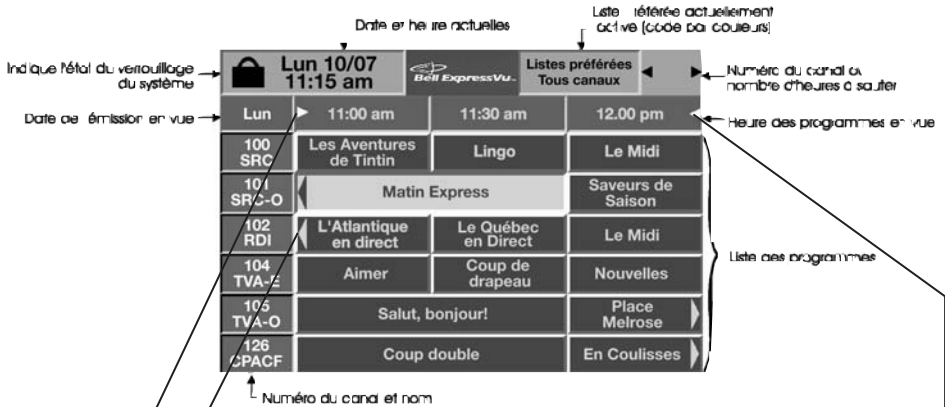 Date et heure actuelles
Liste référée actuellement
active (code par couleurs)
Indique l'état du verrouillage
du système
Lun 10/07
11:15 am
Bell ExpressVu
Listes préférées
Tous canaux
Numéro du canal ou
nombre d'heures à sauter
Date de émission en vue
Lun
11:00 am
11:30 am
12.00 pm
Heure des programmes en vue
100
SRC
Les Aventures
de Tintin
Lingo
Le Midi
101
SRC-O
Matin Express
Saveurs de
Saison
102
RDI
L'Atlantique
en direct
Le Québec
en Direct
Le Midi
Liste des programmes
104
TVA-E
Aimer
Coup de
drapeau
Nouvelles
105
TVA-O
Salut, bonjour!
Place
Melrose
126
CPACF
Coup double
En Coulisses
Numéro du canal et nom